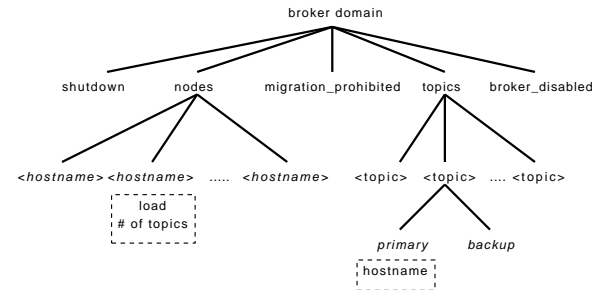 broker domain
shutdown nodes migration_prohibited topics broker_disabled
<hostname> <hostname> ..... <hostname> <topic> <topic> .... <topic>
load
# of topics
primary backup
hostname